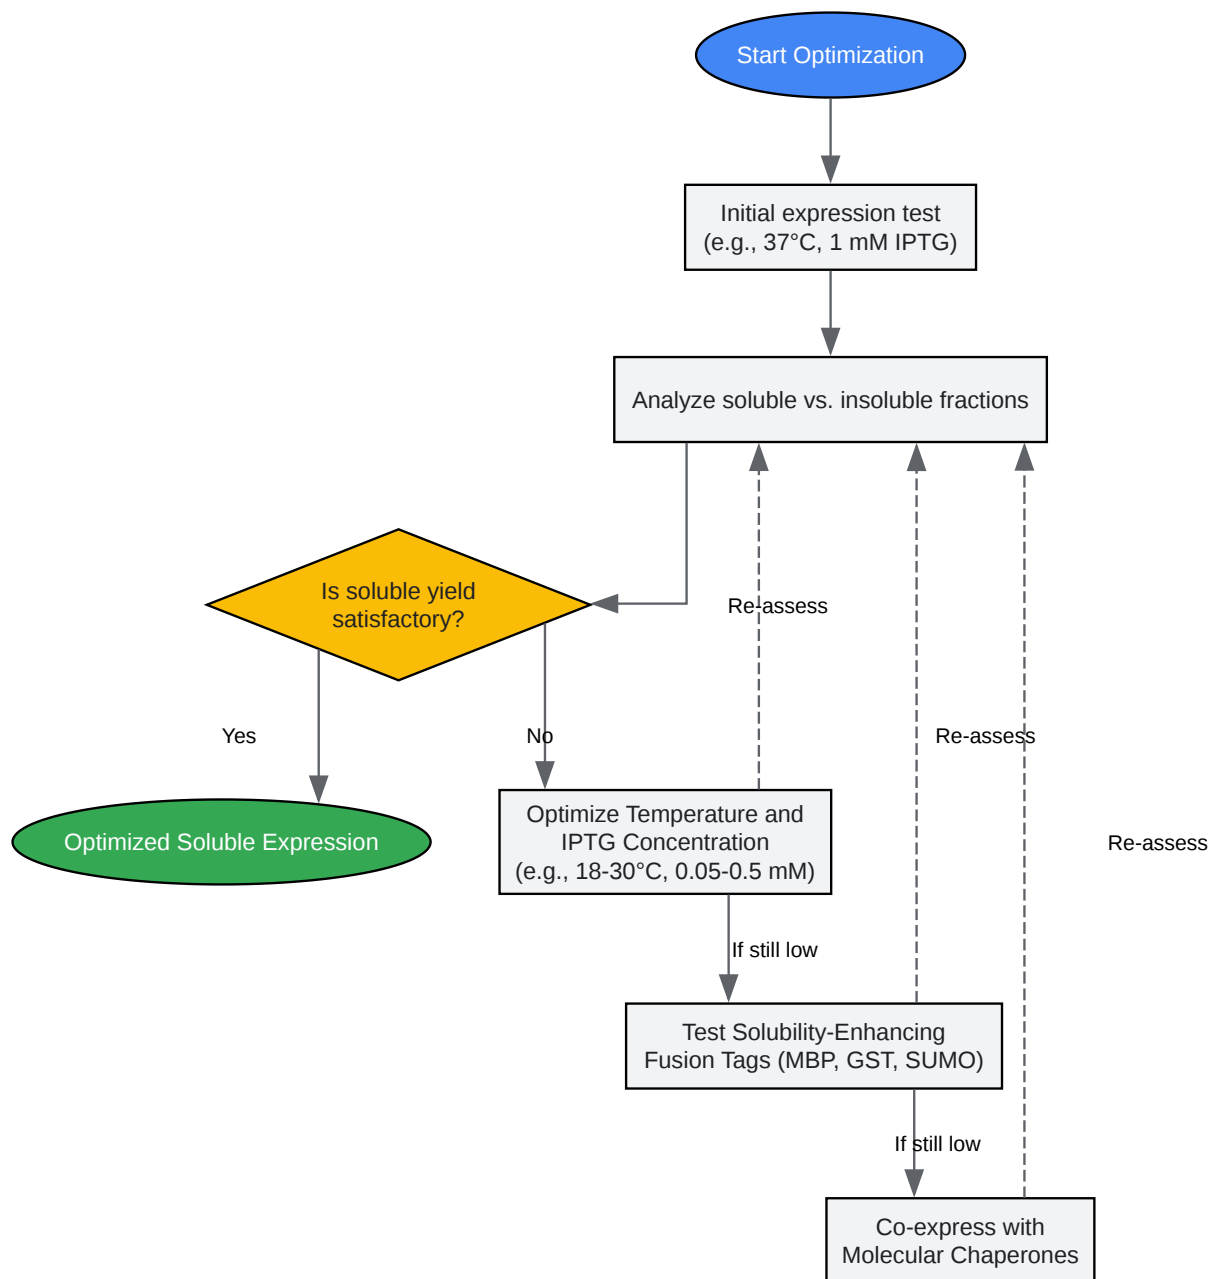 Start Optimization
Initial expression test
(e.g., 37°C, 1 mM IPTG)
Analyze soluble vs. insoluble fractions
Is soluble yield
satisfactory?
Re-assess
Yes
No
Re-assess
Optimized Soluble Expression
Optimize Temperature and
IPTG Concentration
(e.g., 18-30°C, 0.05-0.5 mM)
Re-assess
If still low
Test Solubility-Enhancing
Fusion Tags (MBP, GST, SUMO)
If still low
Co-express with
Molecular Chaperones